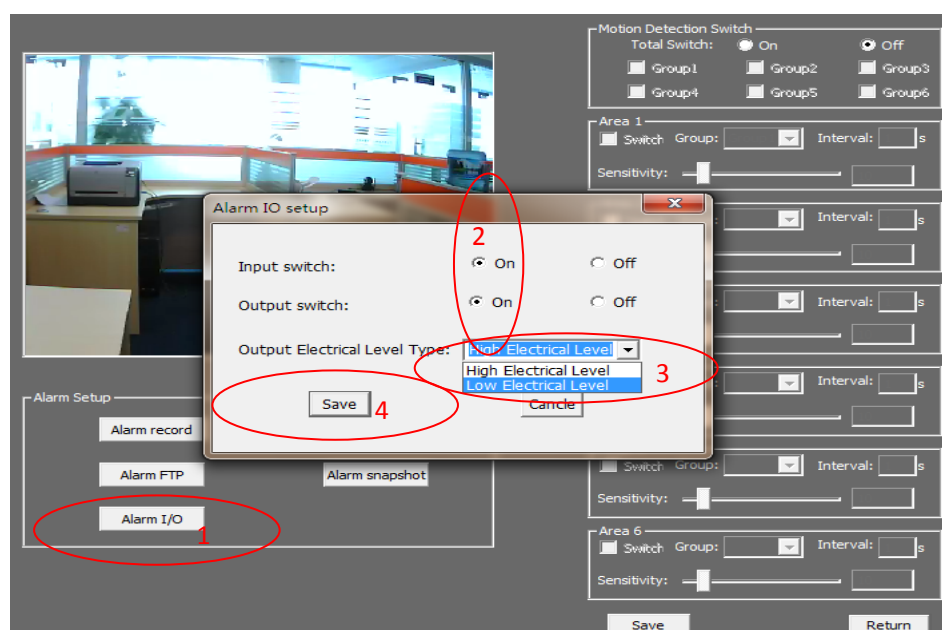 Motion Detection Switch
Total Switch: On Off
Group1 Group2 Group3
Group4 Group5 Group6
Area 1
Switch Group: Interval: s
Sensitivity:
Alarm IO setup
2
Input switch: On Off
Output switch: On Off
Output Electrical Level Type: High Electrical Level
High Electrical Level
Low Electrical Level
3
Save
4
Cancle
: Interval: s
: Interval: s
: Interval: s
Alarm Setup
Alarm record
Alarm FTP
Alarm snapshot
Alarm I/O
1
Switch Group: Interval: s
Sensitivity:
Area 6
Switch Group: Interval: s
Sensitivity:
Save
Return